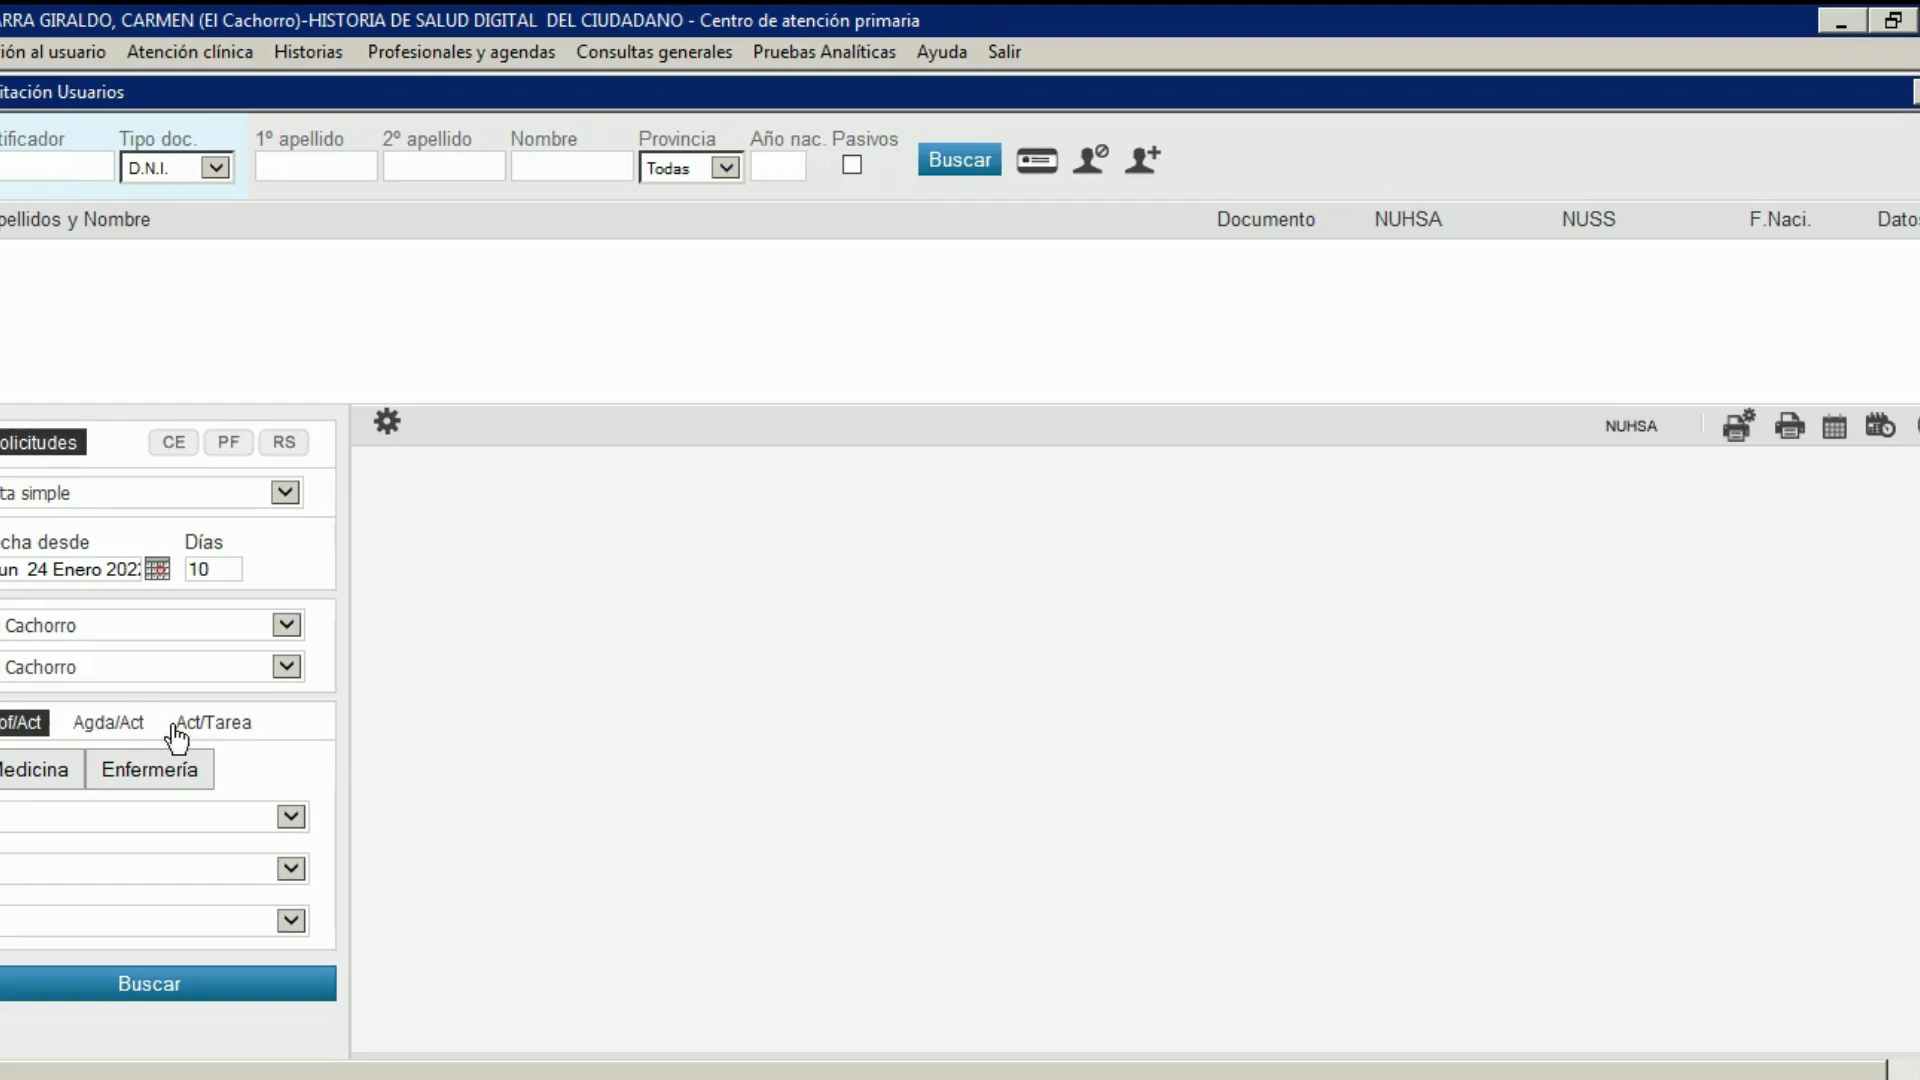 ARRA GIRALDO, CARMEN (El Cachorro)-HISTORIA DE SALUD DIGITAL DEL CIUDADANO - Centro de atención primaria
ión al usuario Atención clínica Historias Profesionales y agendas Consultas generales Pruebas Analíticas Ayuda Salir
itación Usuarios
tificador Tipo doc. 1º apellido 2º apellido Nombre Provincia Año nac. Pasivos
D.N.I. Todas Buscar
pellidos y Nombre Documento NUHSA NUSS F.Naci. Datos
olicitudes CE PF RS NUHSA
ta simple
cha desde Días
un 24 Enero 202 10
Cachorro
Cachorro
of/Act Agda/Act Act/Tarea
Medicina Enfermería
Buscar